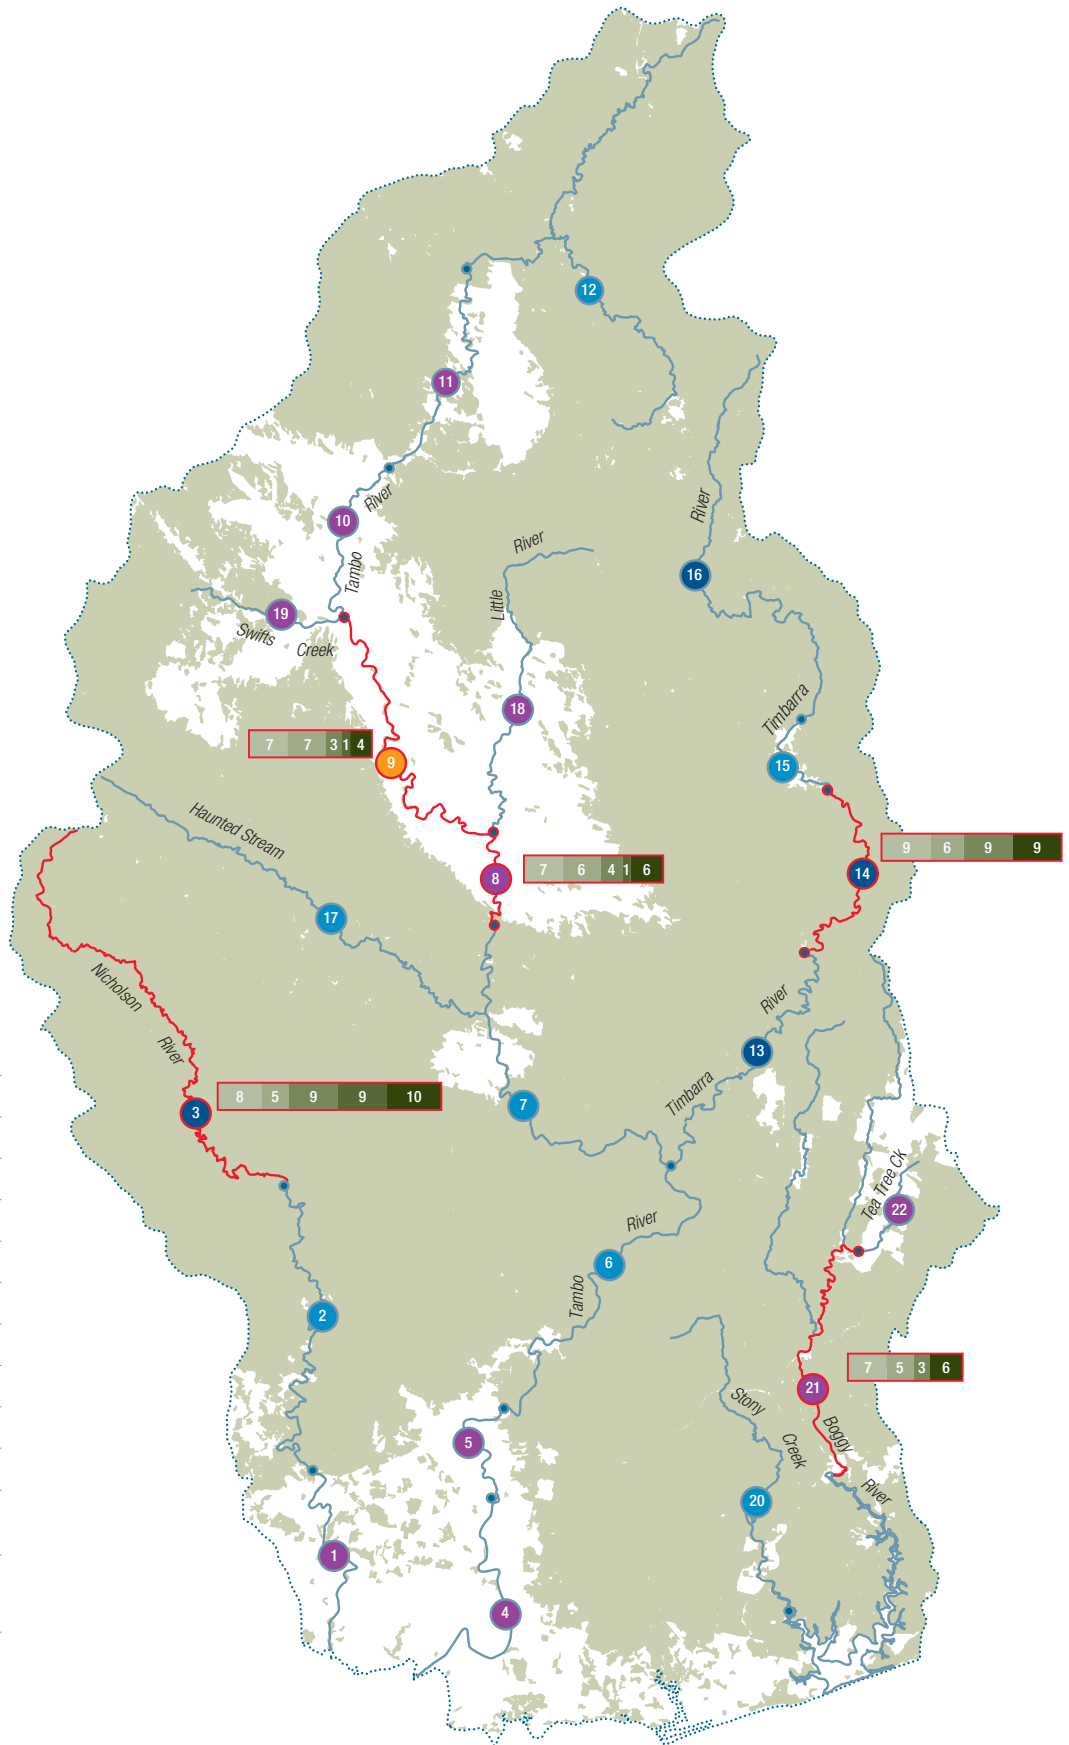 12
11
River
10
River
Tambo
River
Little
16
19
Swifts
Creek
18
Timbarra
7 7 3 1 4
9
15
Haunted Stream
9 6 9 9
7 6 4 1 6
8
14
17
Nicholson
River
River
13
Timbarra
8 5 9 9 10
3
7
Tea Tree Ck
22
River
6
Tambo
2
7 5 3 6
21
Stony
Boggy
5
Creek
River
20
1
4